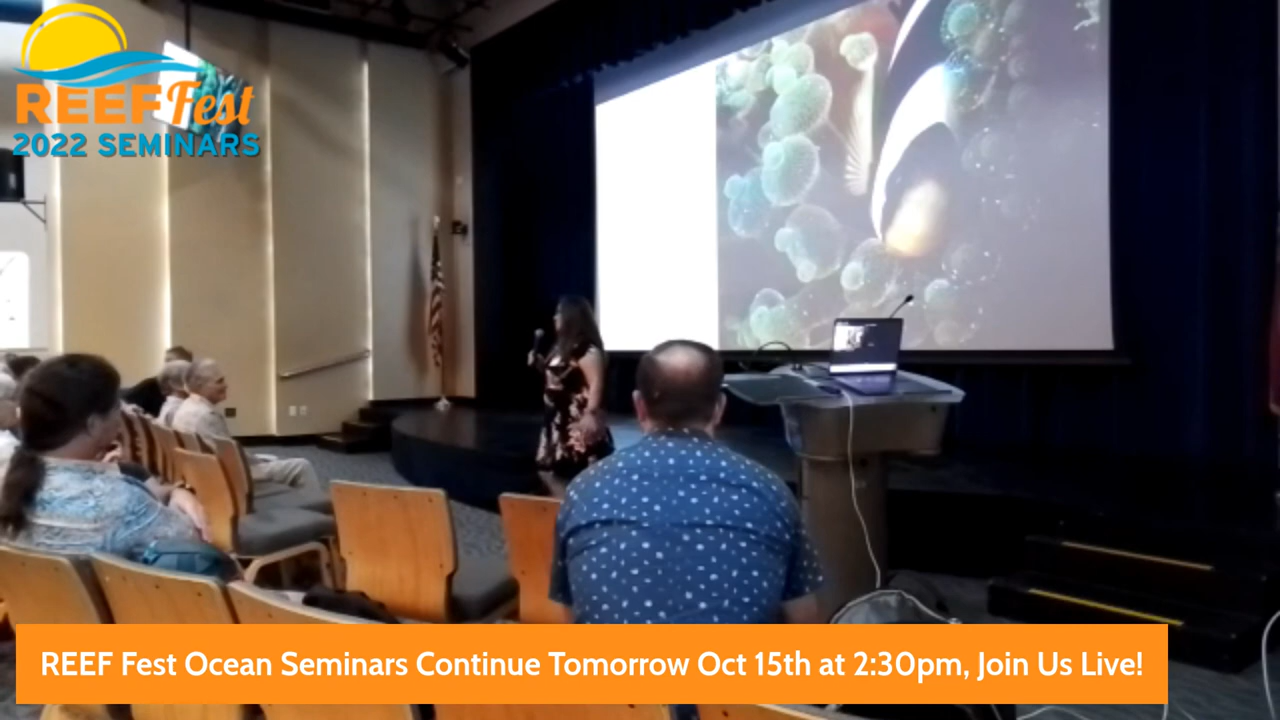 REEF Fest
2022 SEMINARS
REEF Fest Ocean Seminars Continue Tomorrow Oct 15th at 2:30pm, Join Us Live!